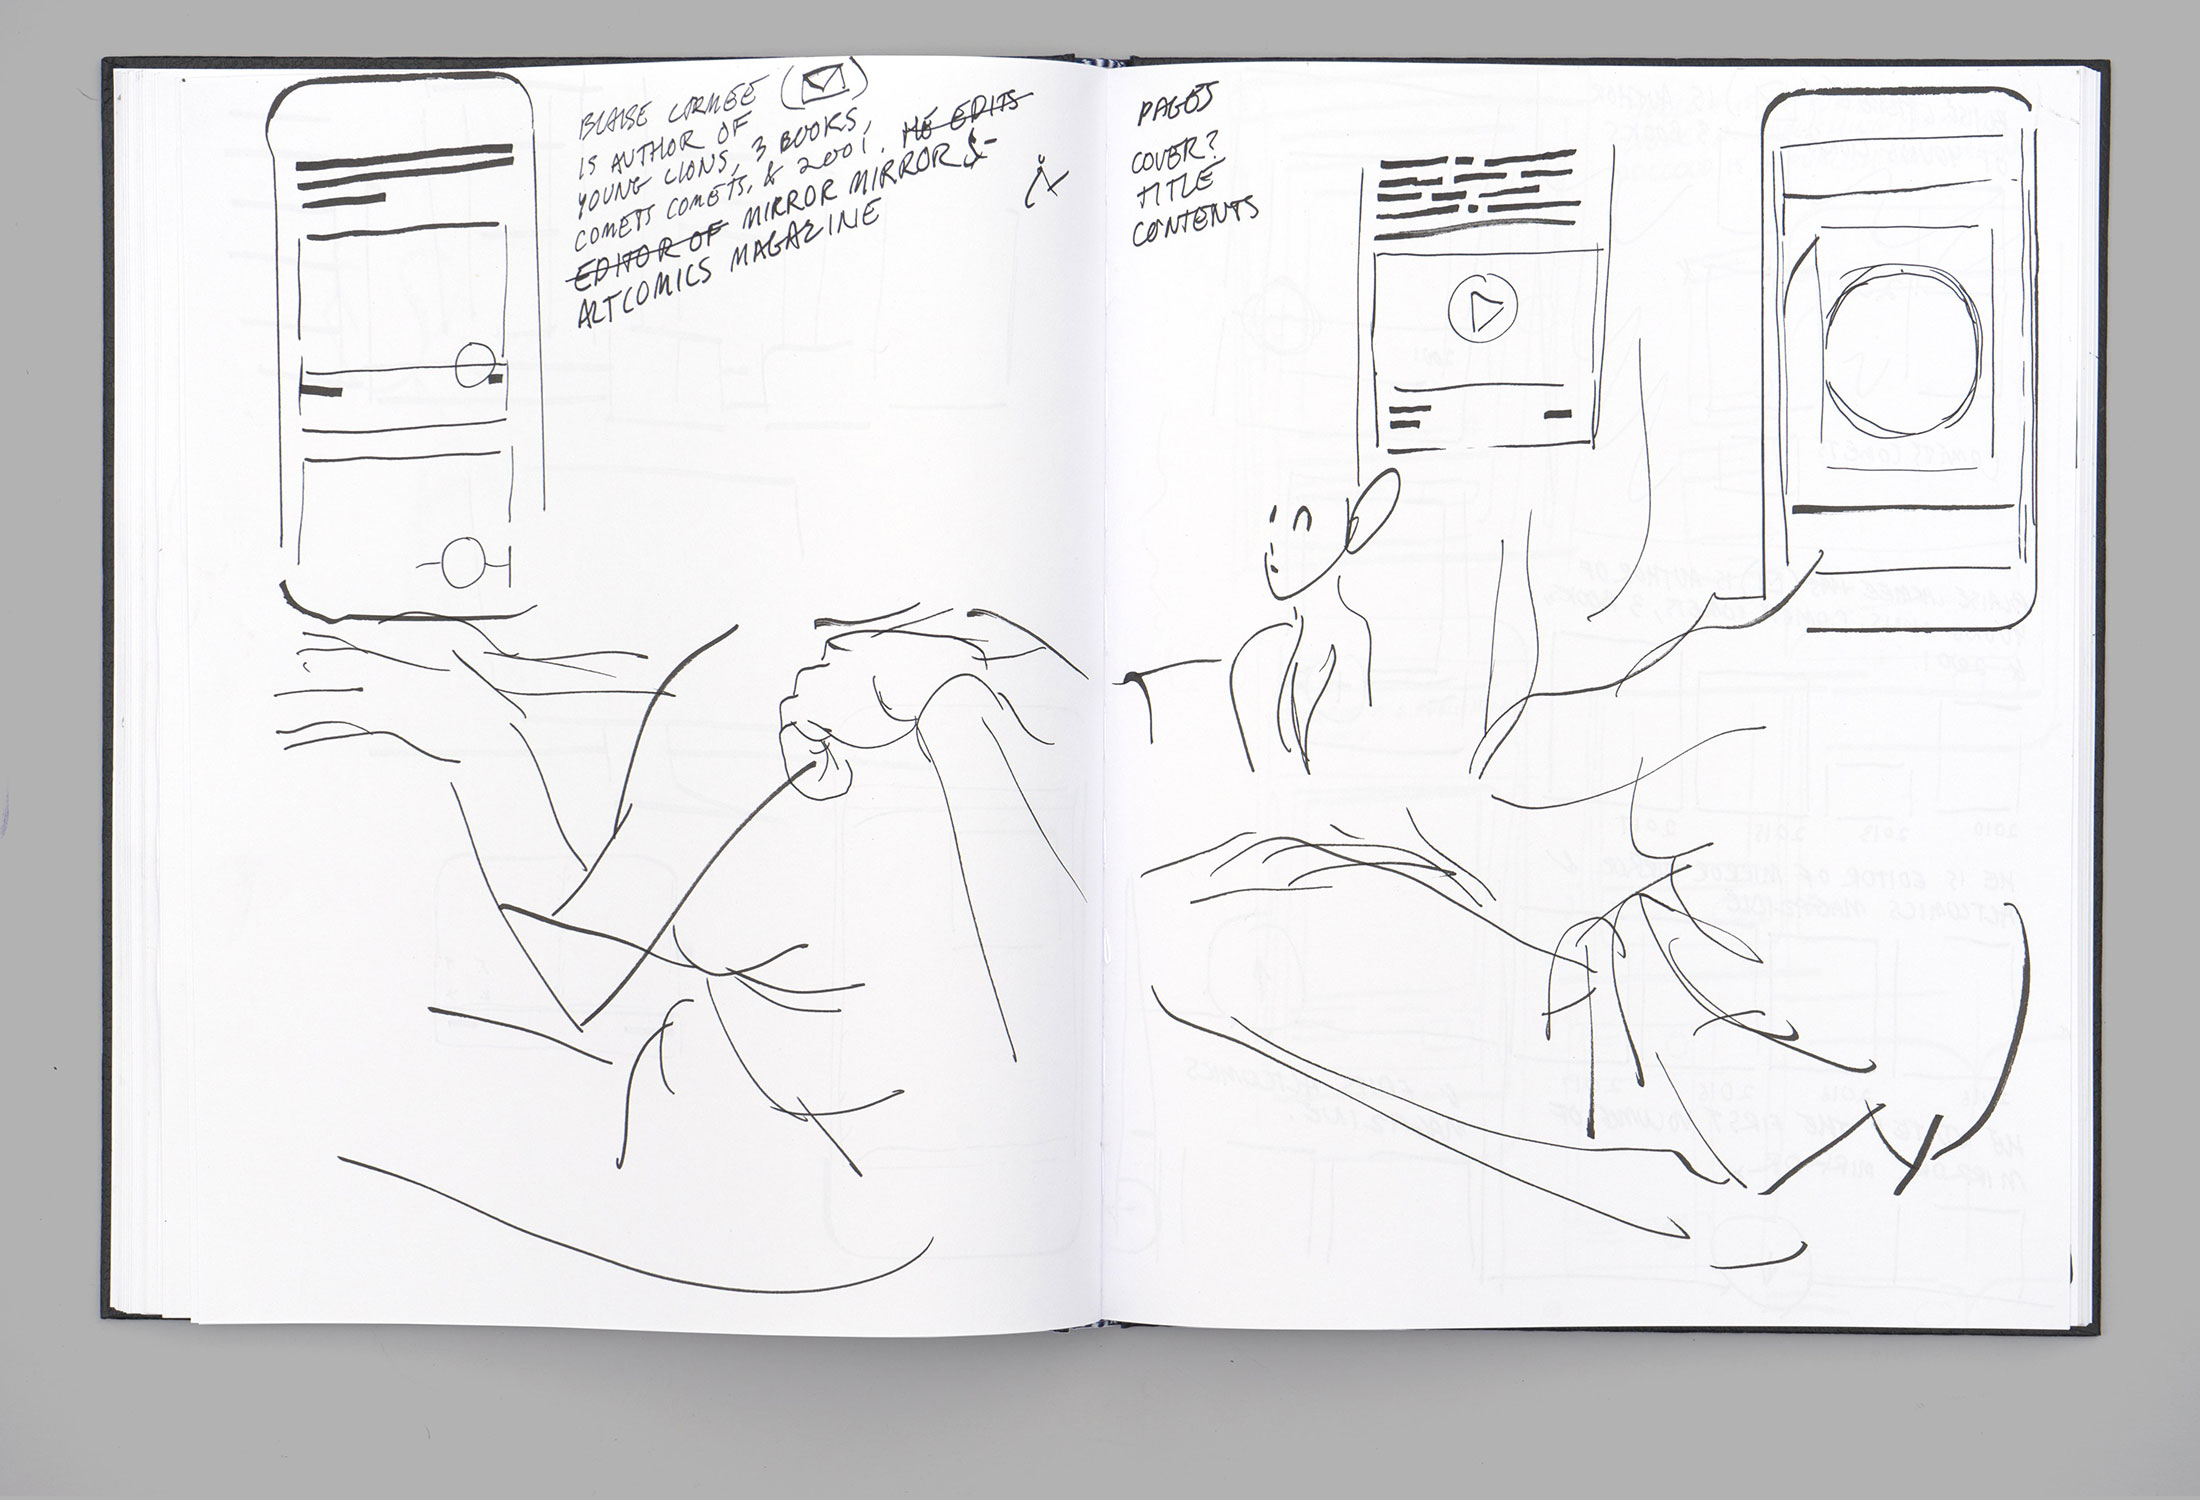 BLAISE LARMEE
IS AUTHOR OF
YOUNG LIONS, 3 BOOKS,
COMETS COMETS, & 2001. HE EDITS
EDITOR OF MIRROR MIRROR &
ALTCOMICS MAGAZINE
PAGES
COVER?
TITLE
CONTENTS